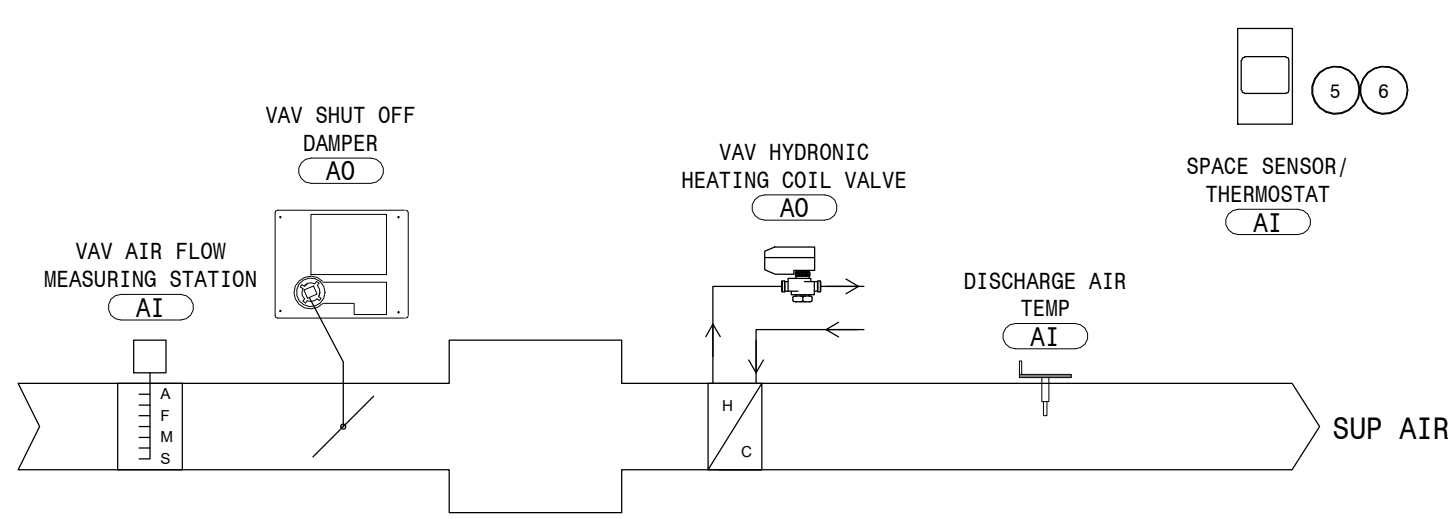 VAV SHUT OFF
DAMPER
AO
VAV AIR FLOW
MEASURING STATION
AI
A
F
M
S
VAV HYDRONIC
HEATING COIL VALVE
AO
H
C
DISCHARGE AIR
TEMP
AI
5 6
SPACE SENSOR/
THERMOSTAT
AI
SUP AIR